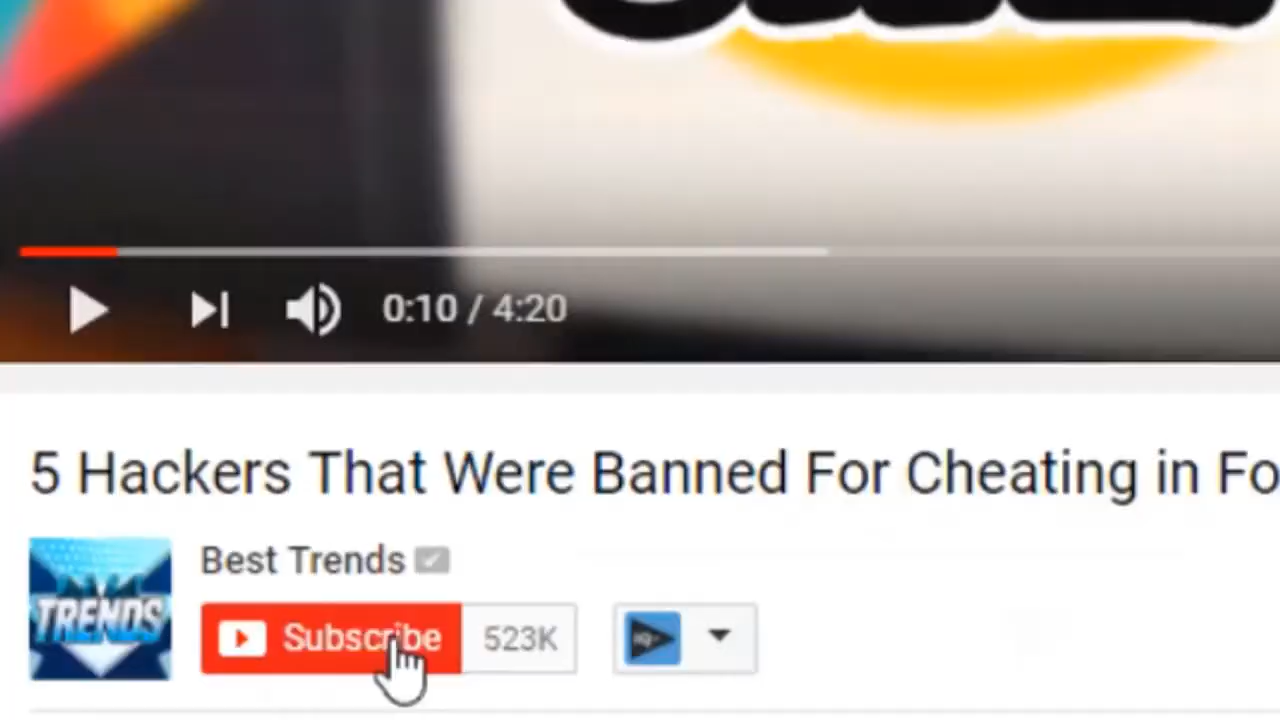 0:10 / 4:20
5 Hackers That Were Banned For Cheating in Fo
Best Trends
TRENDS
Subscribe
523K